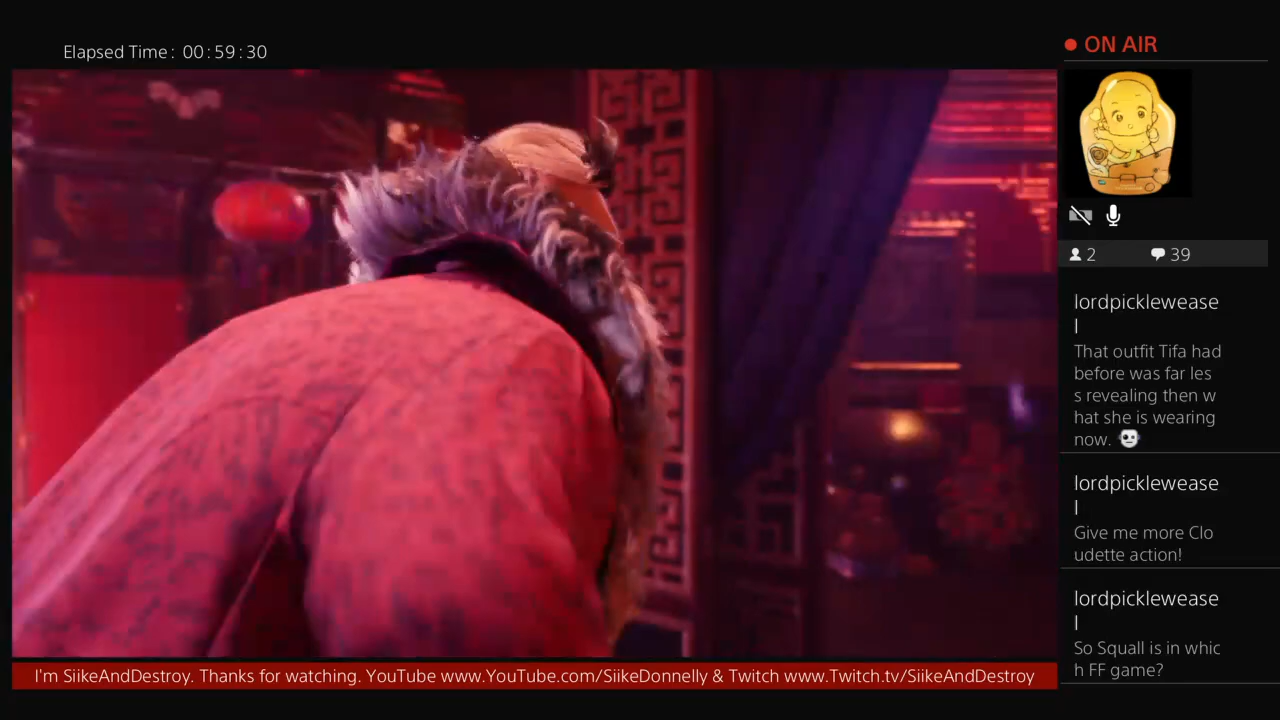 Elapsed Time: 00:59:30
ON AIR
2 39
lordpicklewease
l
That outfit Tifa had
before was far les
s revealing then w
hat she is wearing
now.
lordpicklewease
l
Give me more Clo
udette action!
lordpicklewease
l
So Squall is in whic
h FF game?
I'm SiikeAndDestroy. Thanks for watching. YouTube www.YouTube.com/SiikeDonnelly & Twitch www.Twitch.tv/SiikeAndDestroy